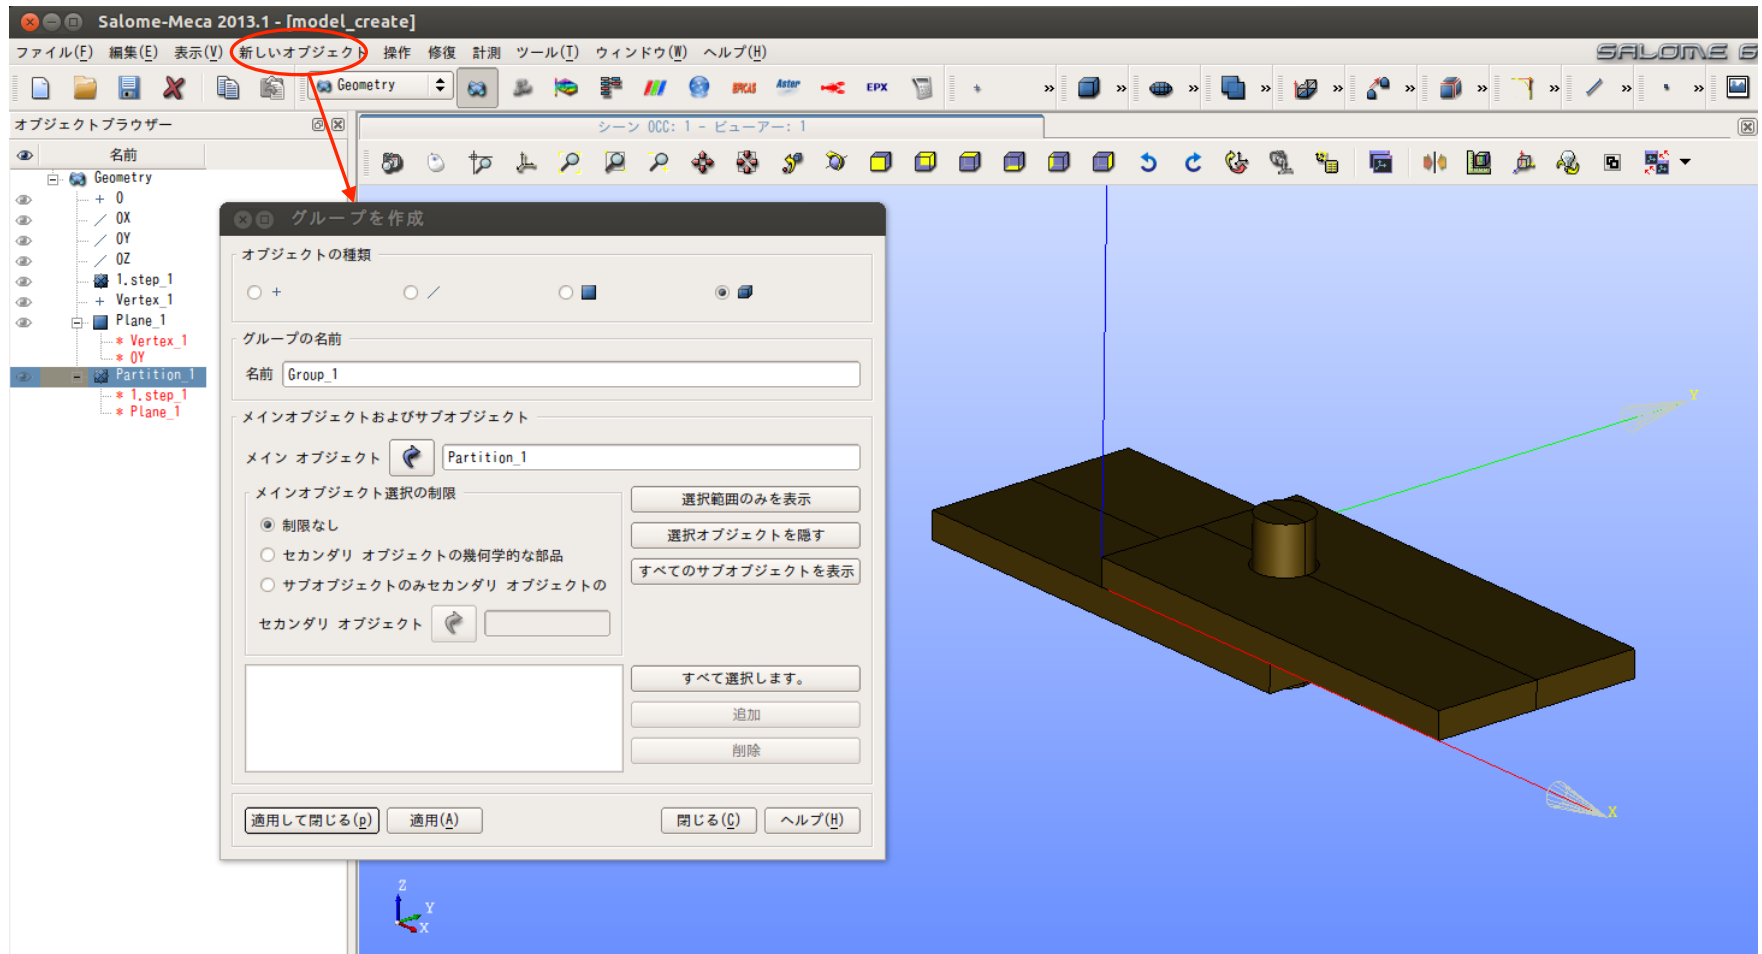 Salome-Meca 2013.1 - [model_create]
ファイル(F) 編集(E) 表示(V) 新しいオブジェクト 操作 修復 計測 ツール(T) ウィンドウ(W) ヘルプ(H)
SALOME 6
Geometry
EFICAS
Aster
EPX
»
»
»
»
»
»
»
»
»
»
オブジェクトブラウザー
シーン OCC: 1 - ビューアー: 1
名前
Geometry
O
OX
OY
OZ
1.step_1
Vertex_1
Plane_1
* Vertex_1
* OY
Partition_1
* 1.step_1
* Plane_1
グループを作成
オブジェクトの種類
グループの名前
名前 Group_1
メインオブジェクトおよびサブオブジェクト
メイン オブジェクト Partition_1
メインオブジェクト選択の制限
制限なし
セカンダリ オブジェクトの幾何学的な部品
サブオブジェクトのみセカンダリ オブジェクトの
セカンダリ オブジェクト
選択範囲のみを表示
選択オブジェクトを隠す
すべてのサブオブジェクトを表示
すべて選択します。
追加
削除
適用して閉じる(p) 適用(A) 閉じる(C) ヘルプ(H)
Y
X
Z
Y
X